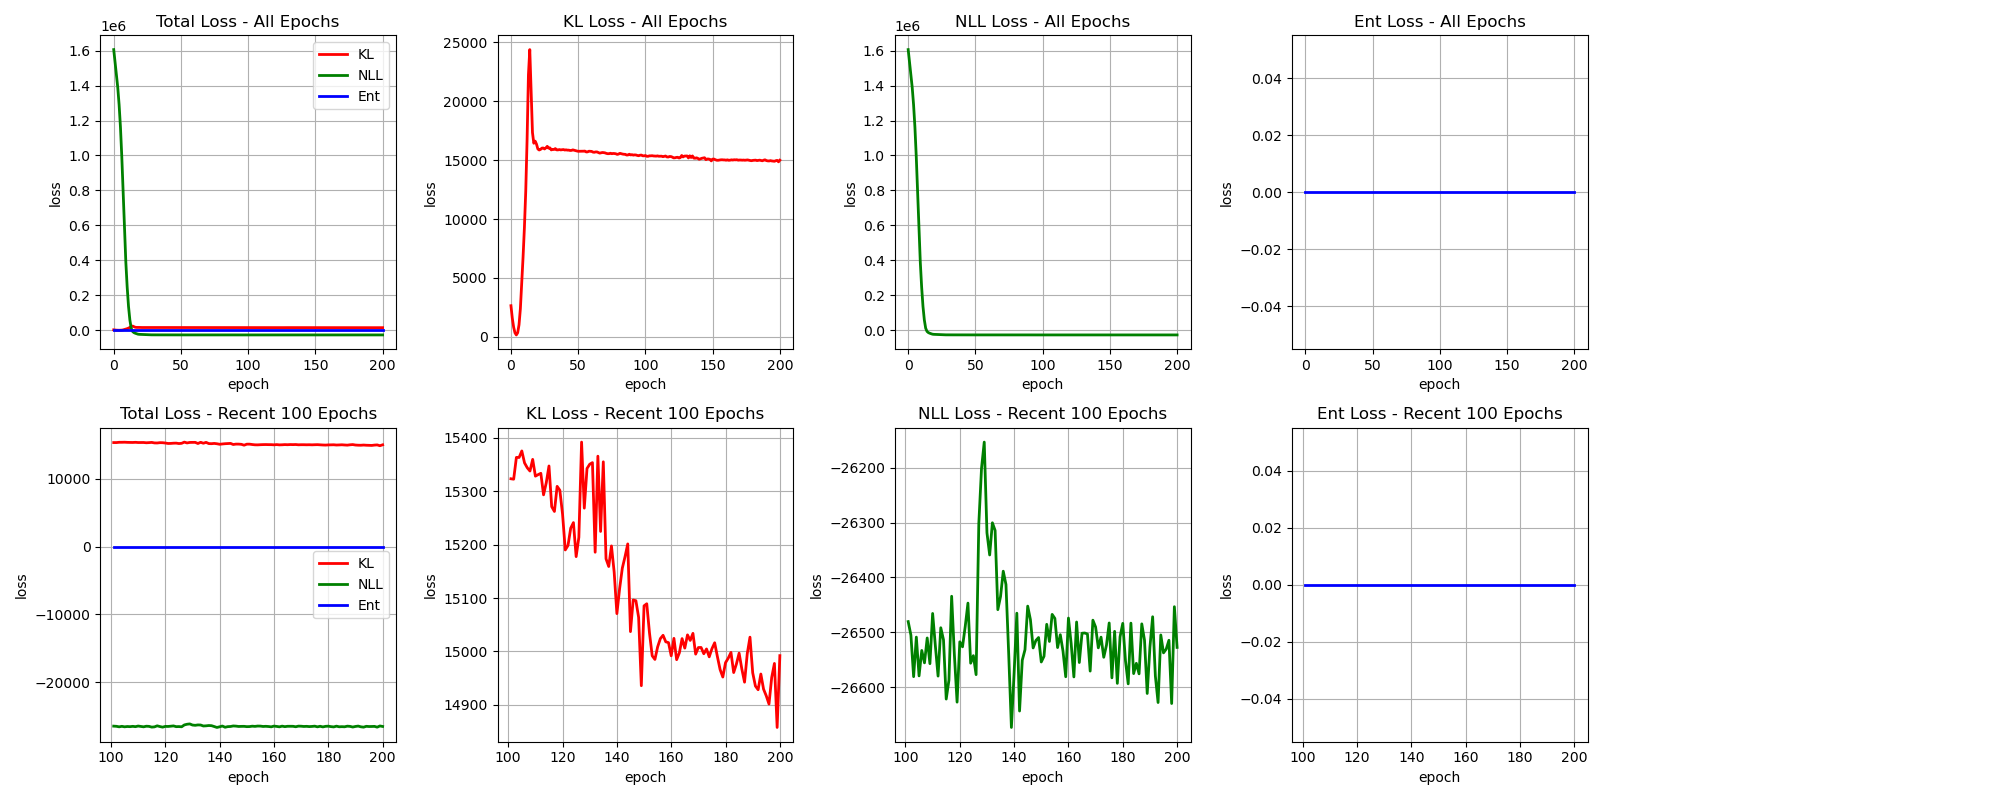 Total Loss - All Epochs
1e6
1.6
1.4
1.2
1.0
0.8
0.6
0.4
0.2
0.0
loss
0
50
100
150
200
epoch
KL
NLL
Ent
KL Loss - All Epochs
25000
20000
15000
10000
5000
0
loss
0
50
100
150
200
epoch
NLL Loss - All Epochs
1e6
1.6
1.4
1.2
1.0
0.8
0.6
0.4
0.2
0.0
loss
0
50
100
150
200
epoch
Ent Loss - All Epochs
0.04
0.02
0.00
−0.02
−0.04
loss
0
50
100
150
200
epoch
Total Loss - Recent 100 Epochs
10000
0
−10000
−20000
loss
100
120
140
160
180
200
epoch
KL
NLL
Ent
KL Loss - Recent 100 Epochs
15400
15300
15200
15100
15000
14900
loss
100
120
140
160
180
200
epoch
NLL Loss - Recent 100 Epochs
−26200
−26300
−26400
−26500
−26600
loss
100
120
140
160
180
200
epoch
Ent Loss - Recent 100 Epochs
0.04
0.02
0.00
−0.02
−0.04
loss
100
120
140
160
180
200
epoch